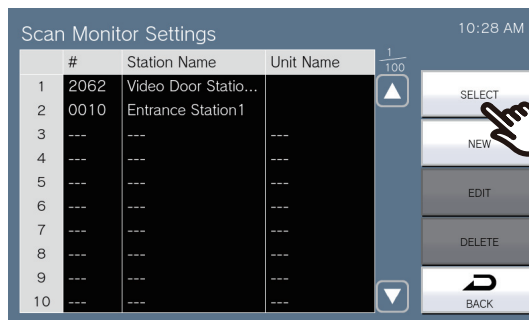 Scan Monitor Settings
10:28 AM
# Station Name Unit Name
1
100
1 2062 Video Door Statio...
2 0010 Entrance Station1
3 --- --- ---
4 --- --- ---
5 --- --- ---
6 --- --- ---
7 --- --- ---
8 --- --- ---
9 --- --- ---
10 --- --- ---
SELECT
NEW
EDIT
DELETE
BACK